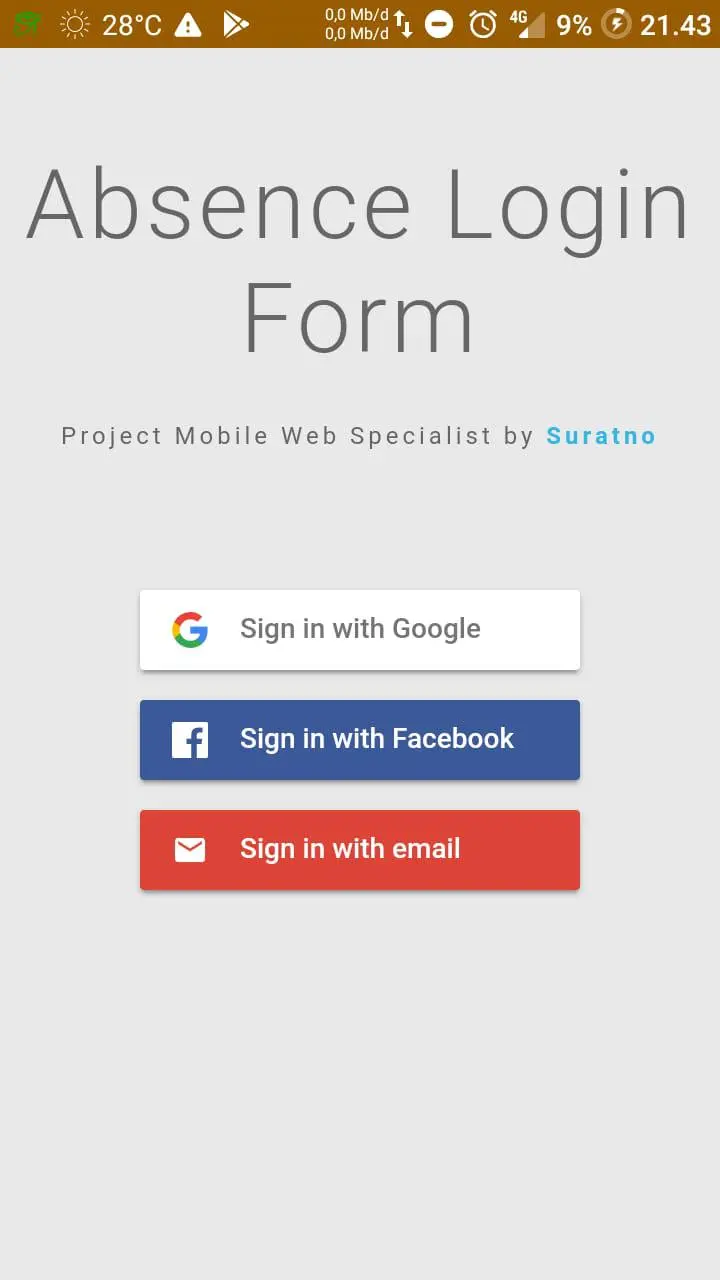 28°C 0,0 Mb/d 4G 9% 21.43
0,0 Mb/d
Absence Login
Form
Project Mobile Web Specialist by Suratno
Sign in with Google
Sign in with Facebook
Sign in with email